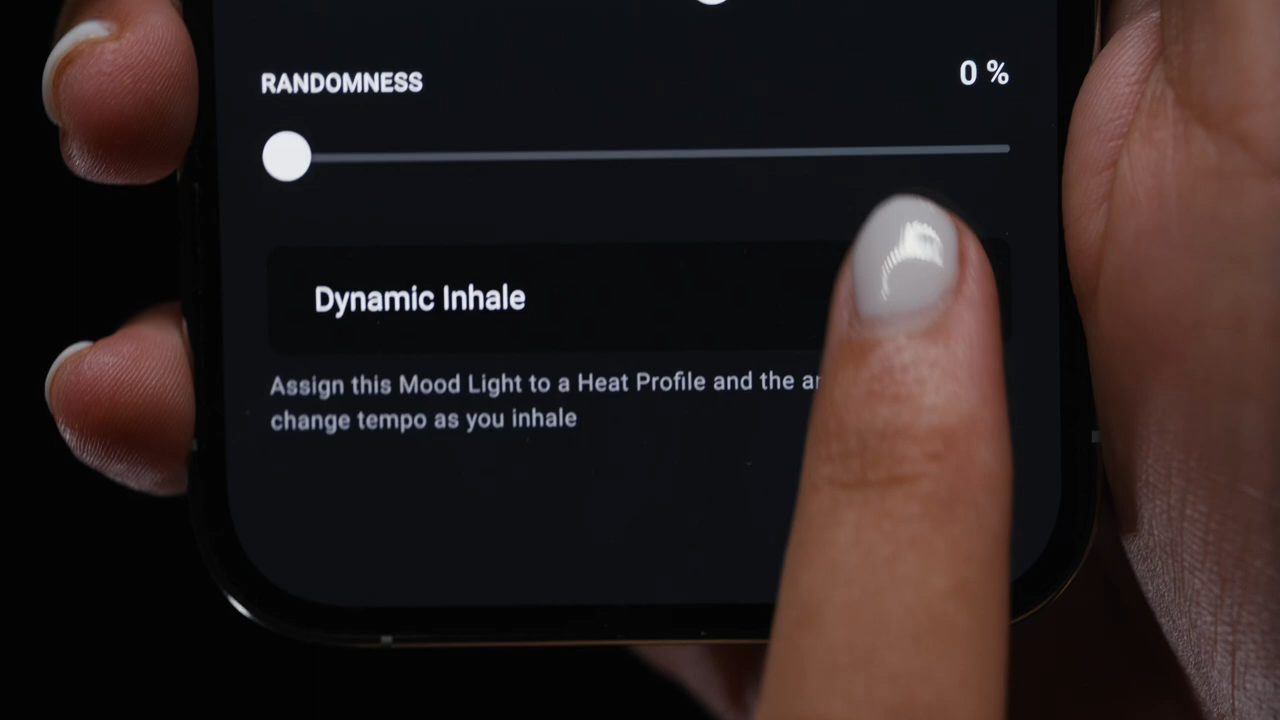 RANDOMNESS
0 %
Dynamic Inhale
Assign this Mood Light to a Heat Profile and the
change tempo as you inhale